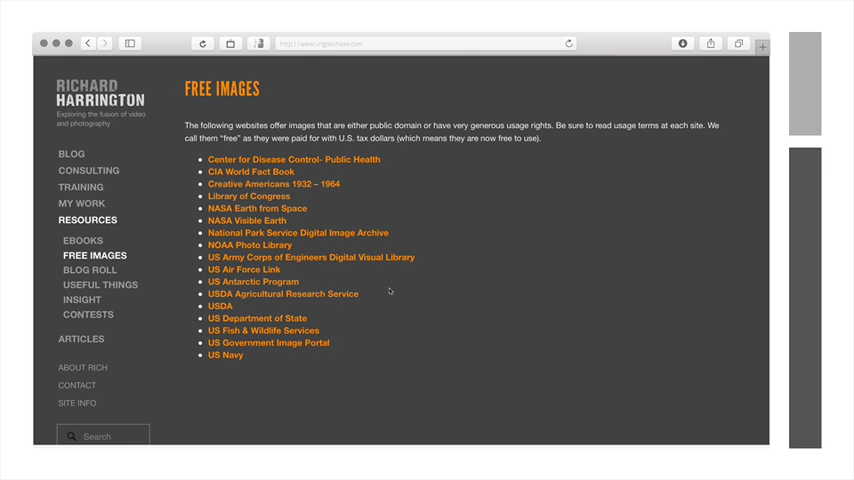 http://www.urlgoeshere.com
RICHARD
HARRINGTON
Exploring the fusion of video
and photography
BLOG
CONSULTING
TRAINING
MY WORK
RESOURCES
EBOOKS
FREE IMAGES
BLOG ROLL
USEFUL THINGS
INSIGHT
CONTESTS
ARTICLES
ABOUT RICH
CONTACT
SITE INFO
Search
FREE IMAGES
The following websites offer images that are either public domain or have very generous usage rights. Be sure to read usage terms at each site. We
call them “free” as they were paid for with U.S. tax dollars (which means they are now free to use).
Center for Disease Control- Public Health
CIA World Fact Book
Creative Americans 1932 – 1964
Library of Congress
NASA Earth from Space
NASA Visible Earth
National Park Service Digital Image Archive
NOAA Photo Library
US Army Corps of Engineers Digital Visual Library
US Air Force Link
US Antarctic Program
USDA Agricultural Research Service
USDA
US Department of State
US Fish & Wildlife Services
US Government Image Portal
US Navy